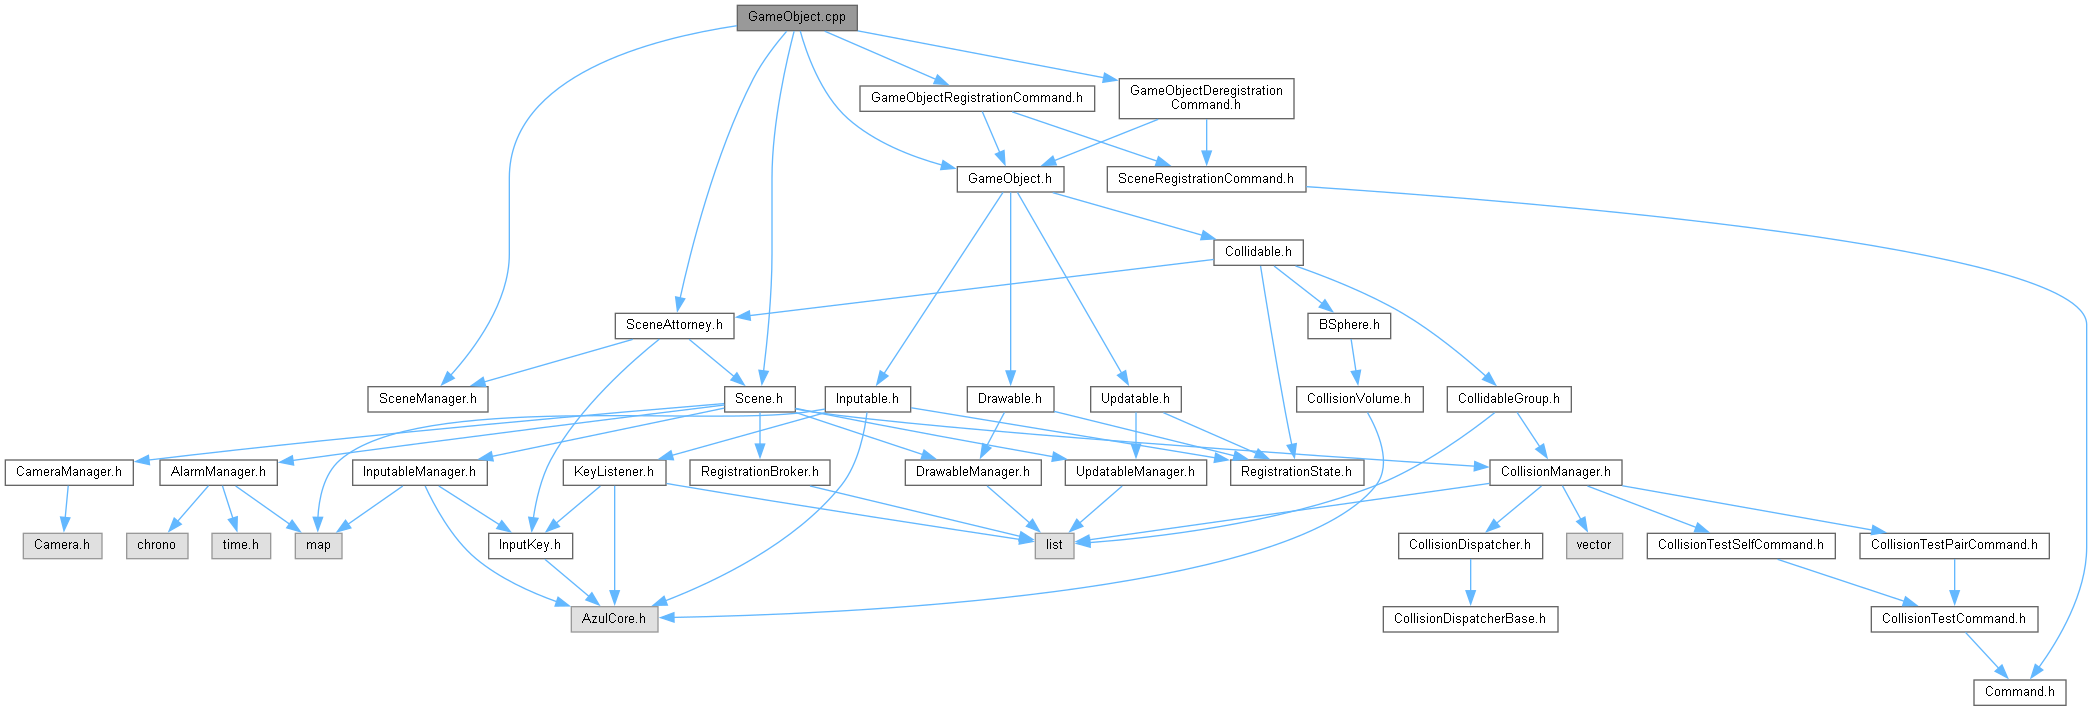 GameObject.cpp
GameObjectRegistrationCommand.h
GameObjectDeregistration
Command.h
GameObject.h
SceneRegistrationCommand.h
Collidable.h
SceneAttorney.h
BSphere.h
SceneManager.h
Scene.h
Inputable.h
Drawable.h
Updatable.h
CollisionVolume.h
CollidableGroup.h
CameraManager.h
AlarmManager.h
InputableManager.h
KeyListener.h
RegistrationBroker.h
DrawableManager.h
UpdatableManager.h
RegistrationState.h
CollisionManager.h
Camera.h
chrono
time.h
map
InputKey.h
list
CollisionDispatcher.h
vector
CollisionTestSelfCommand.h
CollisionTestPairCommand.h
AzulCore.h
CollisionDispatcherBase.h
CollisionTestCommand.h
Command.h